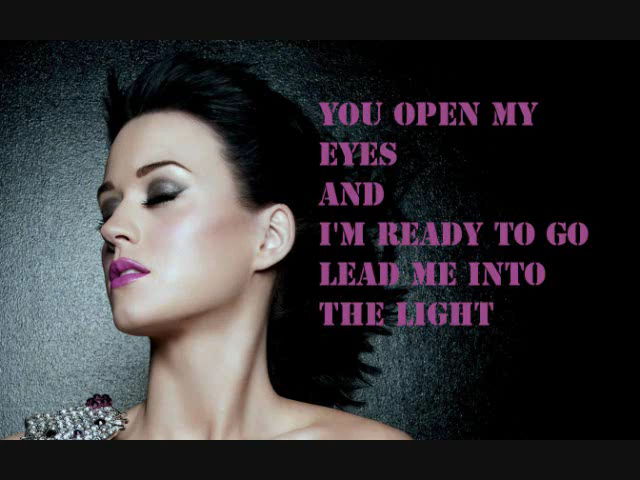 YOU OPEN MY
EYES
AND
I'M READY TO GO
LEAD ME INTO
THE LIGHT